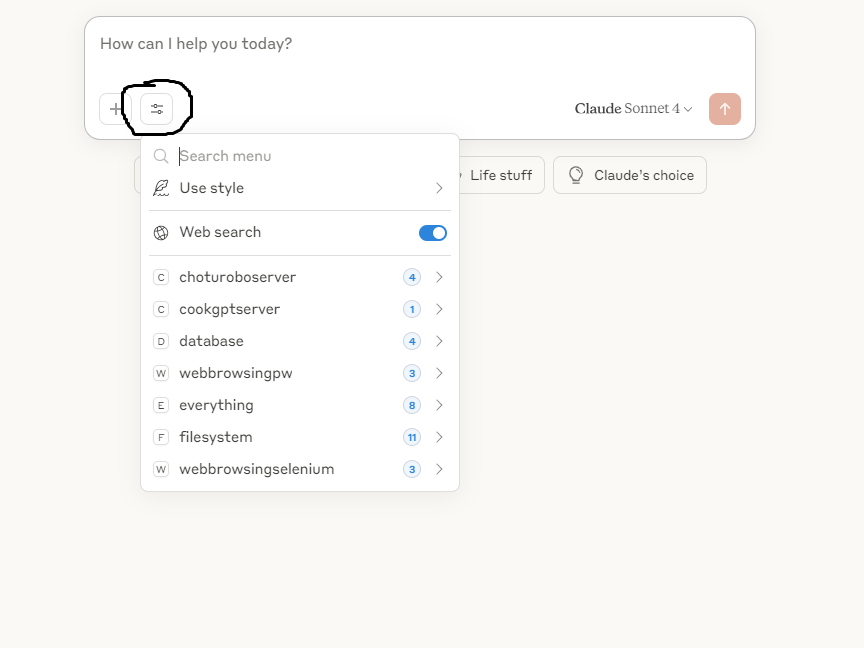 How can I help you today?
Claude Sonnet 4
Search menu
Use style
Life stuff
Claude's choice
Web search
C choturoboserver 4
C cookgptserver 1
D database 4
W webbrowsingpw 3
E everything 8
F filesystem 11
W webbrowsingselenium 3